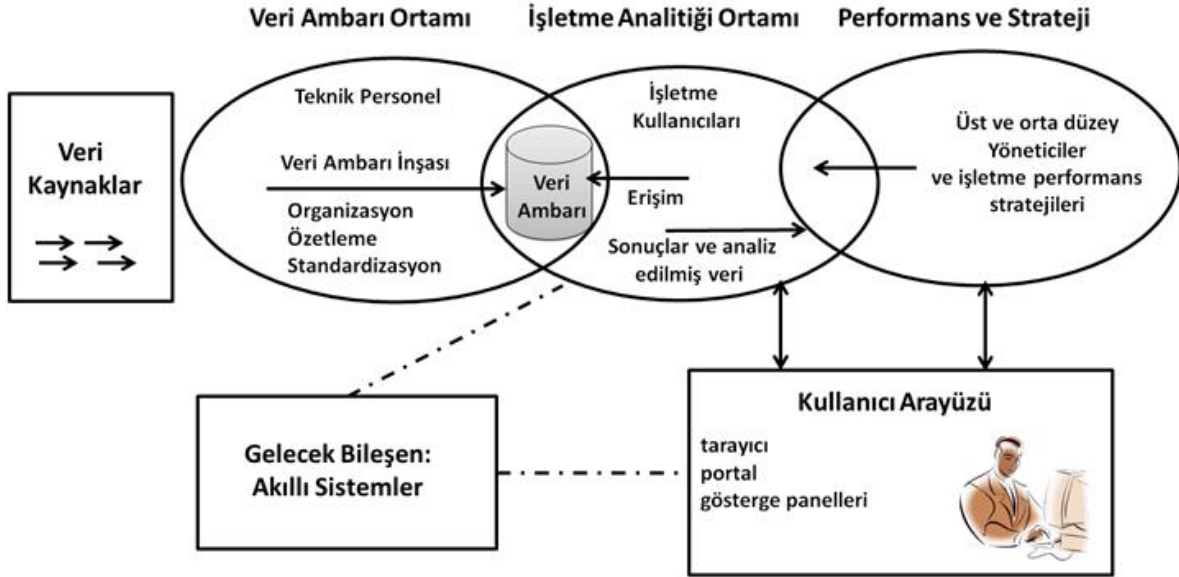 Veri Ambarı Ortamı
İşletme Analitiği Ortamı
Performans ve Strateji
Veri
Kaynaklar
Teknik Personel
Veri Ambarı İnşası
Organizasyon
Özetleme
Standardizasyon
Veri
Ambarı
İşletme
Kullanıcıları
Erişim
Sonuçlar ve analiz
edilmiş veri
Üst ve orta düzey
Yöneticiler
ve işletme performans
stratejileri
Gelecek Bileşen:
Akıllı Sistemler
Kullanıcı Arayüzü
tarayıcı
portal
gösterge panelleri